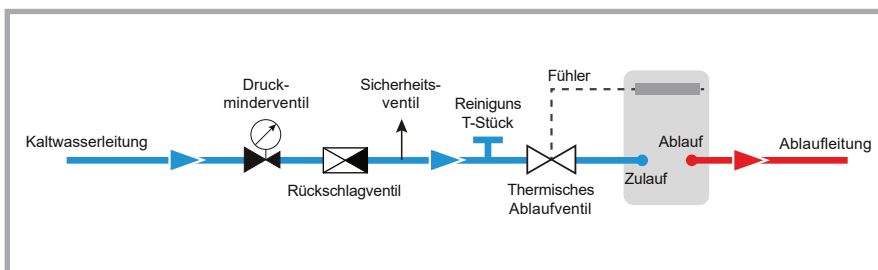 Kaltwasserleitung
Druck-
minderventil
Rückschlagventil
Sicherheits-
ventil
Reiniguns
T-Stück
Fühler
Thermisches
Ablaufventil
Zulauf
Ablauf
Ablaufleitung